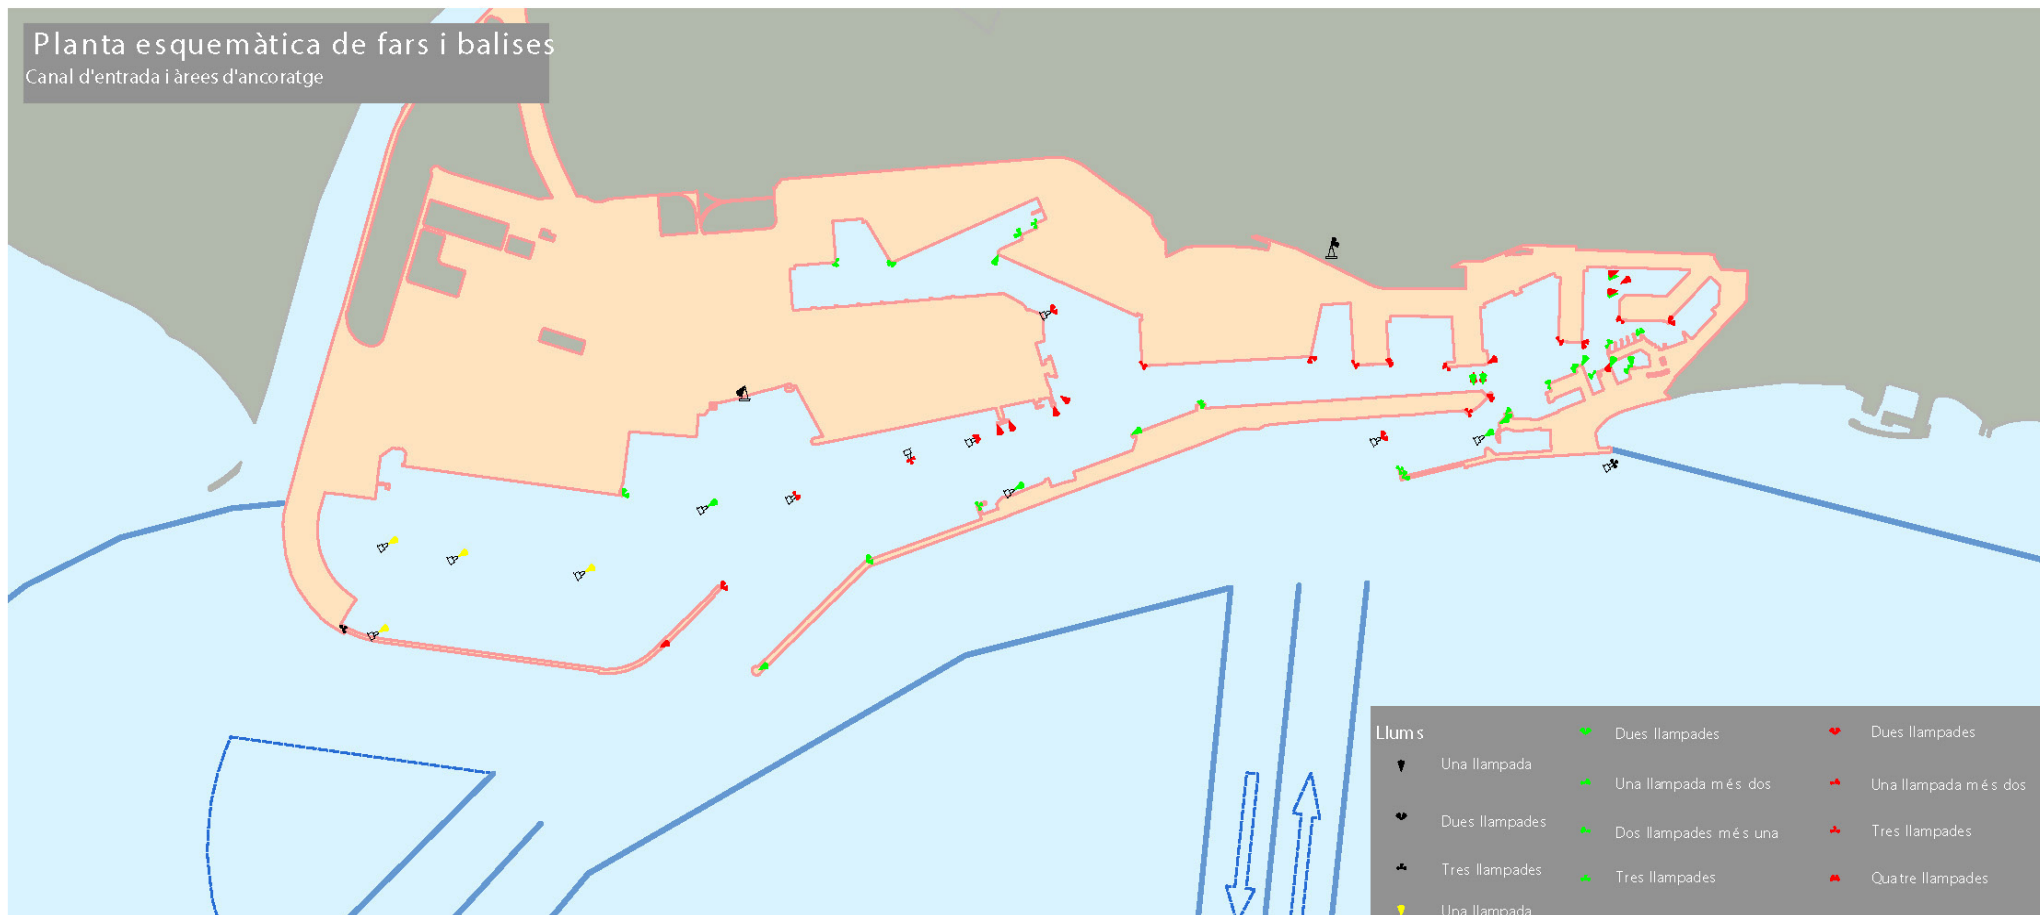 Planta esquemàtica de fars i balises
Canal d'entrada i àrees d'ancoratge
Llums
Una llampada
Dues llampades
Tres llampades
Una llampada
Dues llampades
Una llampada més dos
Dos llampades més una
Tres llampades
Dues llampades
Una llampada més dos
Tres llampades
Quatre llampades